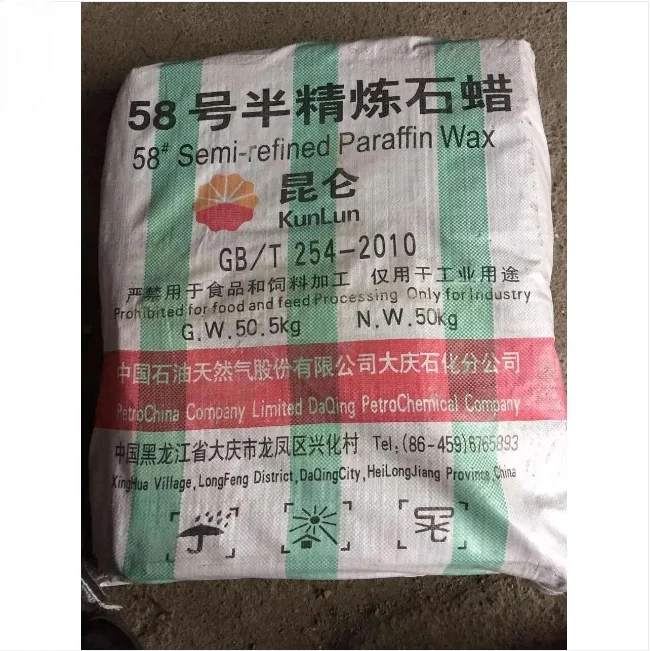 58号半精炼石蜡
58# Semi-refined Paraffin Wax
昆仑
KunLun
GB/T 254-2010
严禁用于食品和饲料加工 仅用于工业用途
Prohibited for food and feed Processing Only for Industry
G.W.50.5kg N.W.50kg
中国石油天然气股份有限公司大庆石化分公司
PetroChina Company Limited DaQing PetroChemical Company
中国黑龙江省大庆市龙凤区兴化村 Tel:(86-459)6765893
XingHua Village,LongFeng District,DaQingCity,HeiLongJiang Province,China